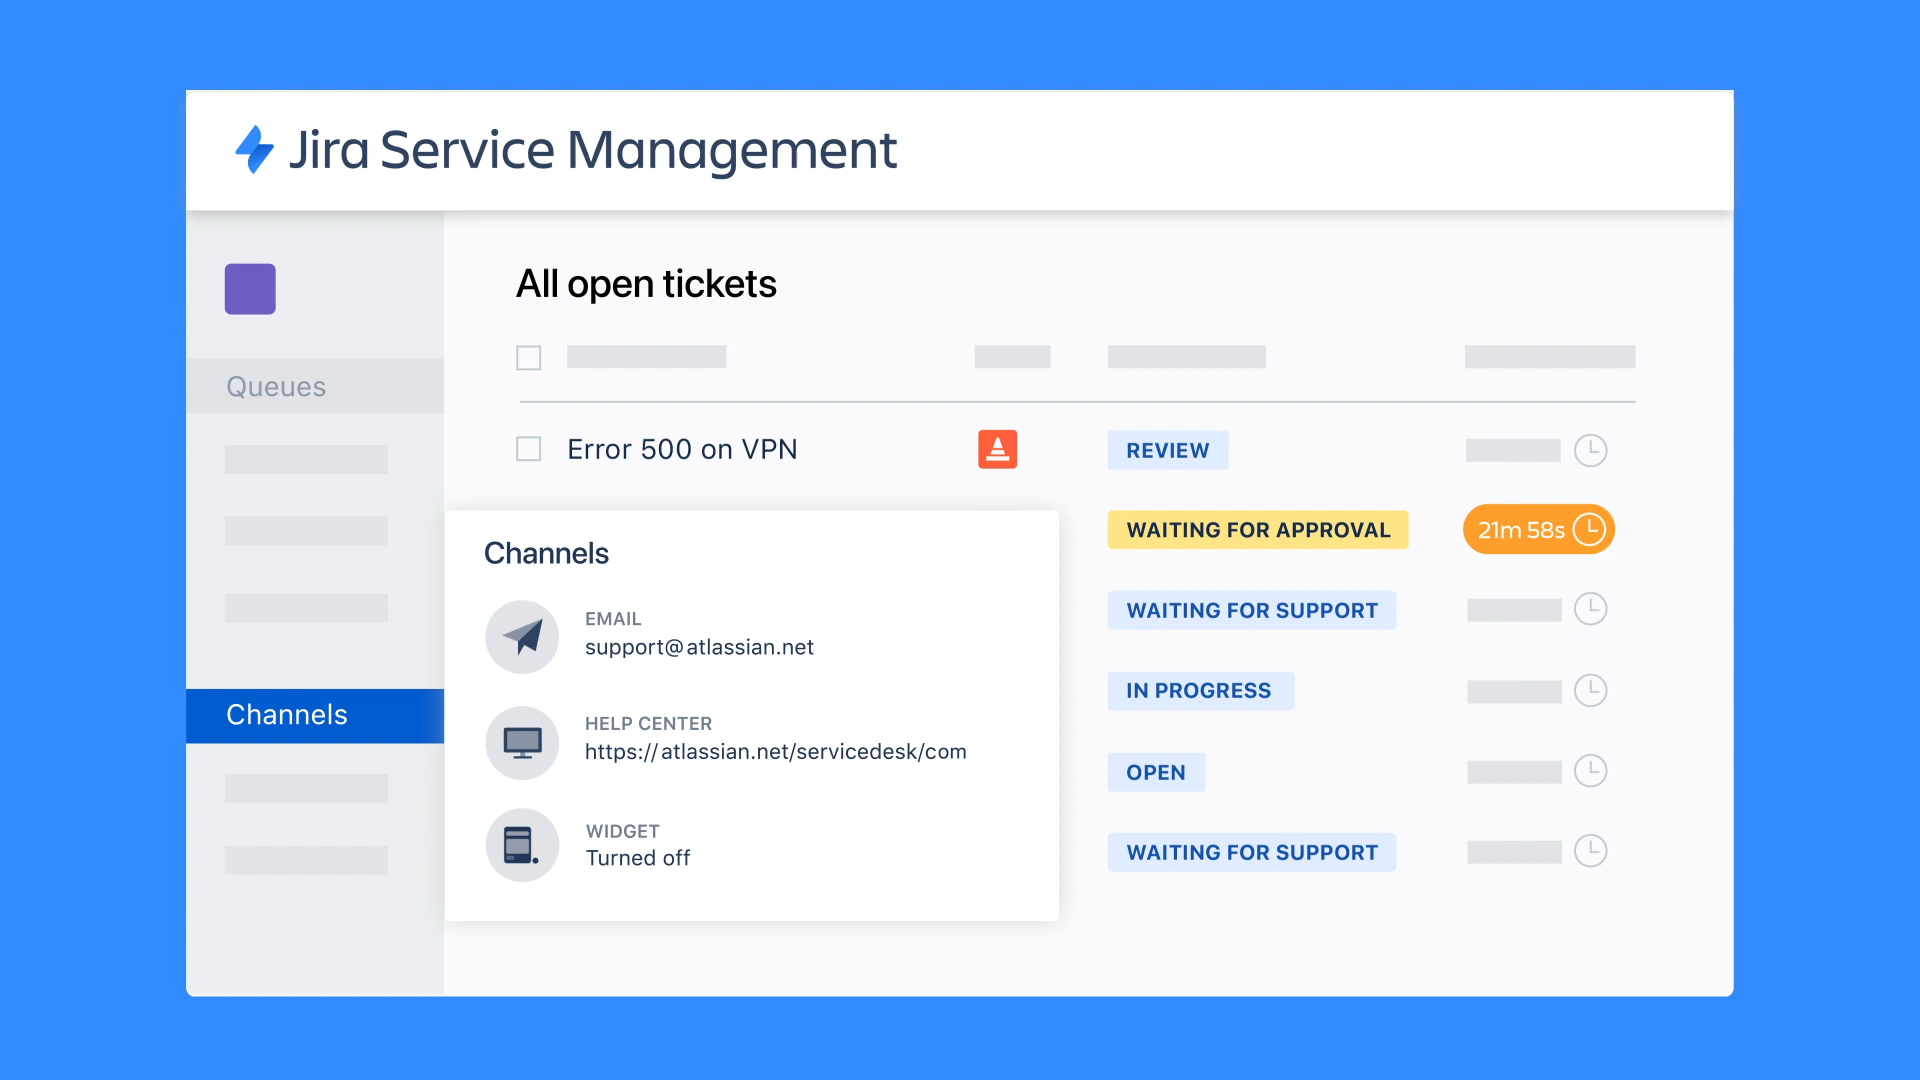 Jira Service Management
All open tickets
Queues
Error 500 on VPN
REVIEW
WAITING FOR APPROVAL
21m 58s
Channels
EMAIL
support@atlassian.net
WAITING FOR SUPPORT
IN PROGRESS
Channels
HELP CENTER
https://atlassian.net/servicedesk/com
OPEN
WIDGET
Turned off
WAITING FOR SUPPORT